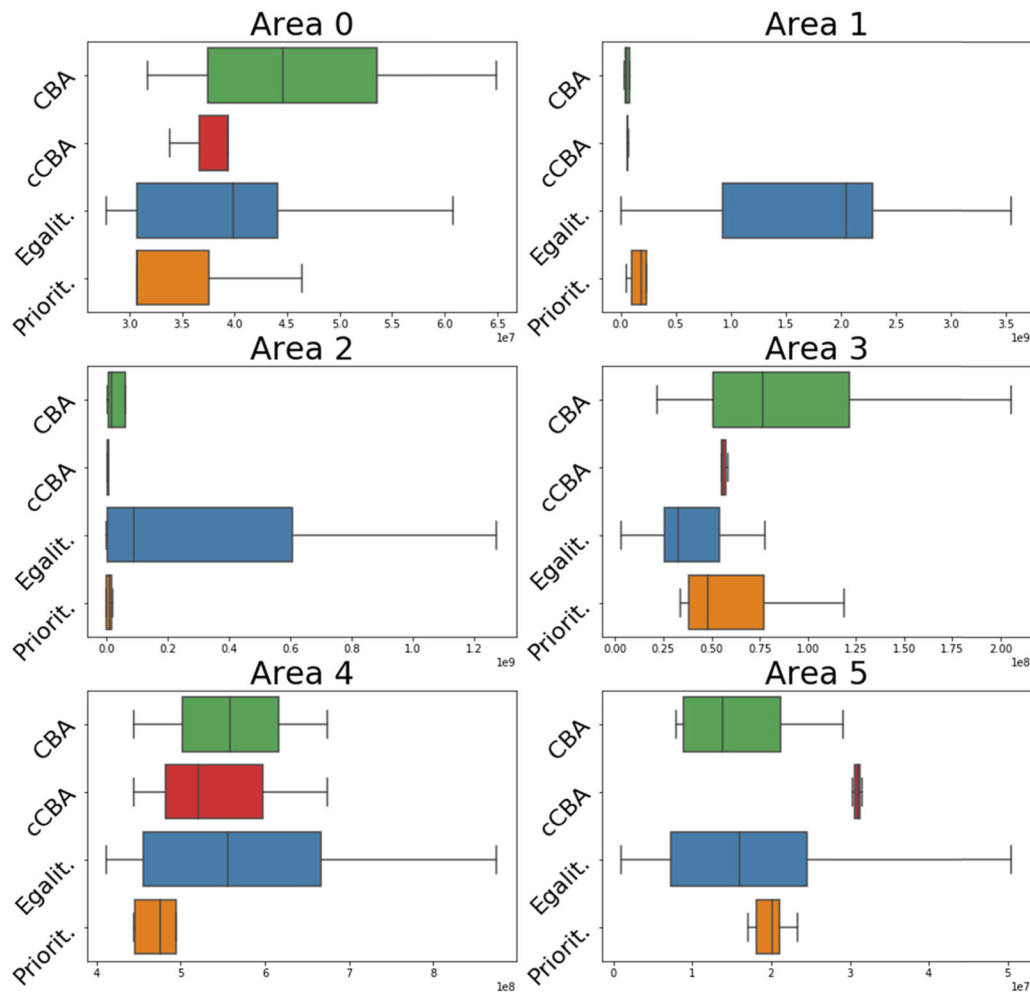 Area 0
CBA
cCBA
Egalit.
Priorit.
3.0 3.5 4.0 4.5 5.0 5.5 6.0 6.5
1e7
Area 1
CBA
cCBA
Egalit.
Priorit.
0.0 0.5 1.0 1.5 2.0 2.5 3.0 3.5
1e9
Area 2
CBA
cCBA
Egalit.
Priorit.
0.0 0.2 0.4 0.6 0.8 1.0 1.2
1e9
Area 3
CBA
cCBA
Egalit.
Priorit.
0.00 0.25 0.50 0.75 1.00 1.25 1.50 1.75 2.00
1e8
Area 4
CBA
cCBA
Egalit.
Priorit.
4 5 6 7 8
1e8
Area 5
CBA
cCBA
Egalit.
Priorit.
0 1 2 3 4 5
1e7